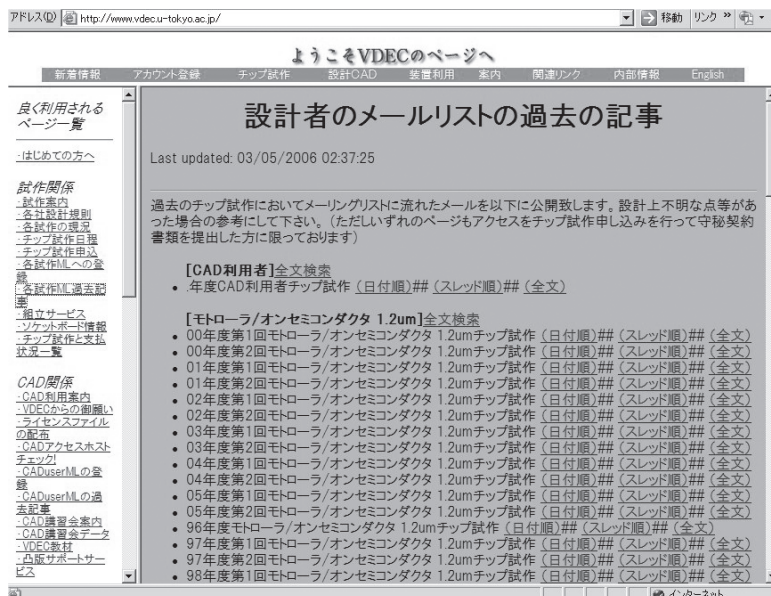 アドレス(D) http://www.vdec.u-tokyo.ac.jp/ 移動 リンク »
ようこそVDECのページへ
新着情報 アカウント登録 チップ試作 設計CAD 装置利用 案内 関連リンク 内部情報 English
良く利用される
ページ一覧
・はじめての方へ
試作関係
・試作案内
・各社設計規則
・各試作の現況
・チップ試作日程
・チップ試作申込
・各試作MLへの登
録
・各試作ML過去記
事
・組立サービス
・ソケットボード情報
・チップ試作と支払
状況一覧
CAD関係
・CAD利用案内
・VDECからの御願い
・ライセンスファイル
の配布
・CADアクセスホスト
チェック!
・CADuserMLの登
録
・CADuserMLの過
去記事
・CAD講習会案内
・CAD講習会データ
・VDEC教材
・凸版サポートサー
ビス
設計者のメールリストの過去の記事
Last updated: 03/05/2006 02:37:25
過去のチップ試作においてメーリングリストに流れたメールを以下に公開致します。設計上不明な点等があ
った場合の参考にして下さい。(ただしいずれのページもアクセスをチップ試作申し込みを行って守秘契約
書類を提出した方に限っております)
[CAD利用者]全文検索
• .年度CAD利用者チップ試作 (日付順)## (スレッド順)## (全文)
[モトローラ/オンセミコンダクタ 1.2um]全文検索
• 00年度第1回モトローラ/オンセミコンダクタ 1.2umチップ試作 (日付順)## (スレッド順)## (全文)
• 00年度第2回モトローラ/オンセミコンダクタ 1.2umチップ試作 (日付順)## (スレッド順)## (全文)
• 01年度第1回モトローラ/オンセミコンダクタ 1.2umチップ試作 (日付順)## (スレッド順)## (全文)
• 01年度第2回モトローラ/オンセミコンダクタ 1.2umチップ試作 (日付順)## (スレッド順)## (全文)
• 02年度第1回モトローラ/オンセミコンダクタ 1.2umチップ試作 (日付順)## (スレッド順)## (全文)
• 02年度第2回モトローラ/オンセミコンダクタ 1.2umチップ試作 (日付順)## (スレッド順)## (全文)
• 03年度第1回モトローラ/オンセミコンダクタ 1.2umチップ試作 (日付順)## (スレッド順)## (全文)
• 03年度第2回モトローラ/オンセミコンダクタ 1.2umチップ試作 (日付順)## (スレッド順)## (全文)
• 04年度第1回モトローラ/オンセミコンダクタ 1.2umチップ試作 (日付順)## (スレッド順)## (全文)
• 04年度第2回モトローラ/オンセミコンダクタ 1.2umチップ試作 (日付順)## (スレッド順)## (全文)
• 05年度第1回モトローラ/オンセミコンダクタ 1.2umチップ試作 (日付順)## (スレッド順)## (全文)
• 05年度第2回モトローラ/オンセミコンダクタ 1.2umチップ試作 (日付順)## (スレッド順)## (全文)
• 96年度モトローラ/オンセミコンダクタ 1.2umチップ試作 (日付順)## (スレッド順)## (全文)
• 97年度第1回モトローラ/オンセミコンダクタ 1.2umチップ試作 (日付順)## (スレッド順)## (全文)
• 97年度第2回モトローラ/オンセミコンダクタ 1.2umチップ試作 (日付順)## (スレッド順)## (全文)
• 98年度第1回モトローラ/オンセミコンダクタ 1.2umチップ試作 (日付順)## (スレッド順)## (全文)
インターネット